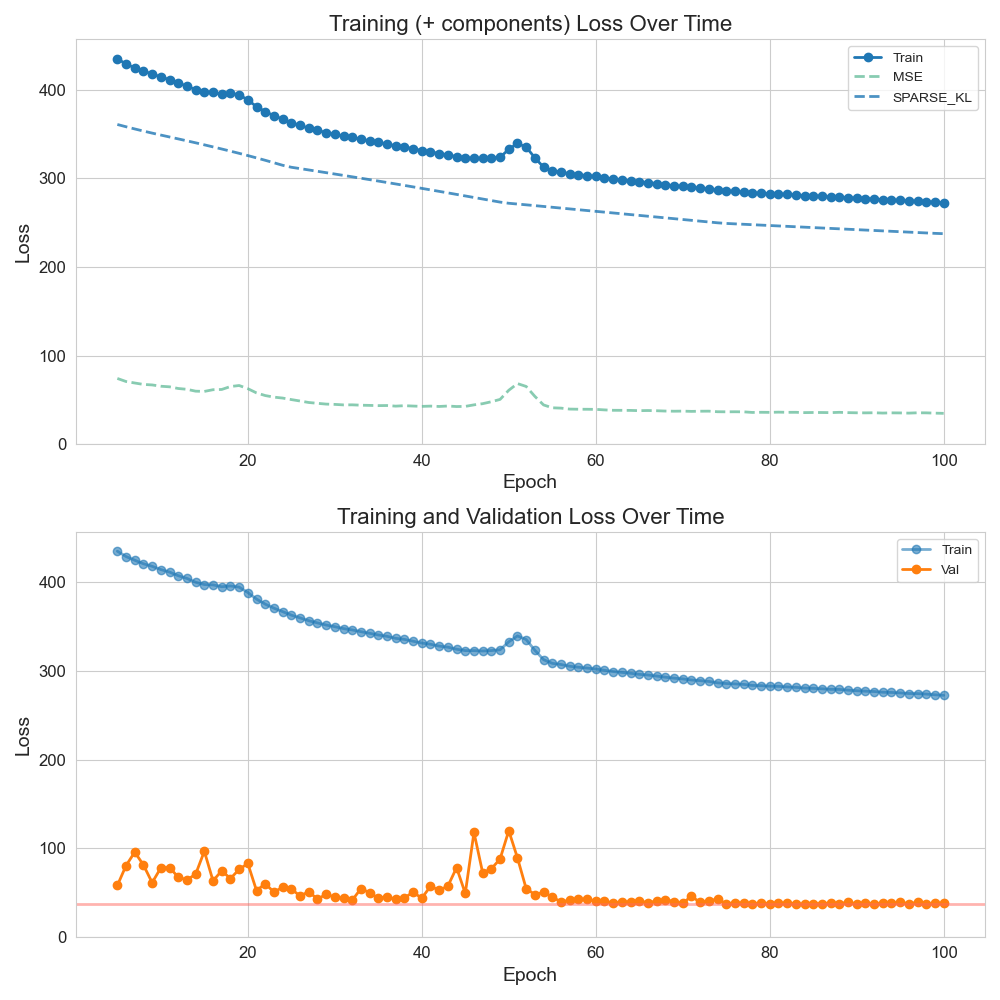 Training (+ components) Loss Over Time
Train
MSE
SPARSE_KL
400
300
200
100
0
Loss
20 40 60 80 100
Epoch
Training and Validation Loss Over Time
Train
Val
400
300
200
100
0
Loss
20 40 60 80 100
Epoch